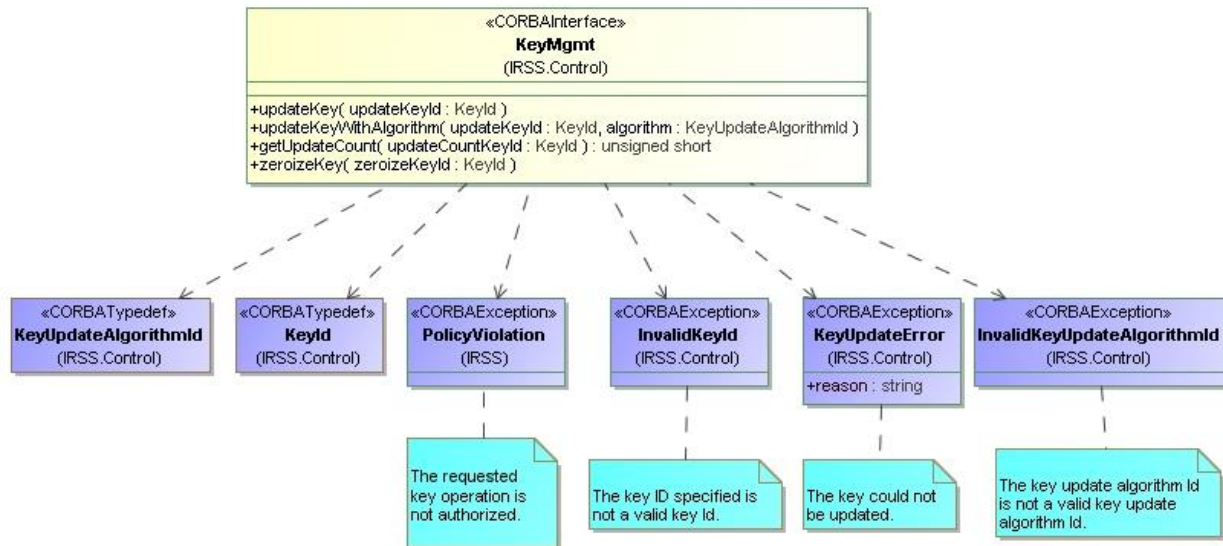 «CORBAInterface»
KeyMgmt
(IRSS.Control)
+updateKey( updateKeyId : KeyId )
+updateKeyWithAlgorithm( updateKeyId : KeyId, algorithm : KeyUpdateAlgorithmId )
+getUpdateCount( updateCountKeyId : KeyId ) : unsigned short
+zeroizeKey( zeroizeKeyId : KeyId )
«CORBATypedef»
KeyUpdateAlgorithmId
(IRSS.Control)
«CORBATypedef»
KeyId
(IRSS.Control)
«CORBAException»
PolicyViolation
(IRSS)
«CORBAException»
InvalidKeyId
(IRSS.Control)
«CORBAException»
KeyUpdateError
(IRSS.Control)
+reason : string
«CORBAException»
InvalidKeyUpdateAlgorithmId
(IRSS.Control)
The requested
key operation is
not authorized.
The key ID specified is
not a valid key Id.
The key could not
be updated.
The key update algorithm Id
is not a valid key update
algorithm Id.